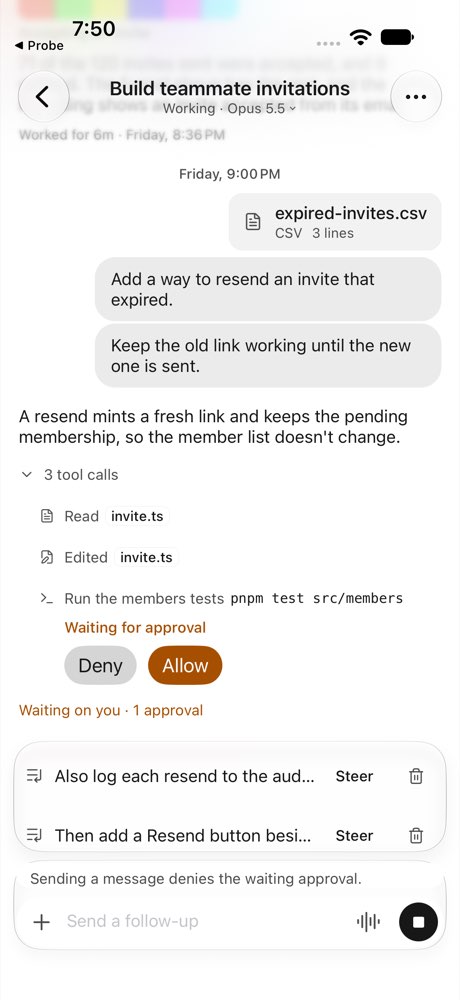 7:50
Probe
Build teammate invitations
Working · Opus 5.5
Worked for 6m · Friday, 8:36 PM
Friday, 9:00 PM
expired-invites.csv
CSV 3 lines
Add a way to resend an invite that
expired.
Keep the old link working until the new
one is sent.
A resend mints a fresh link and keeps the pending
membership, so the member list doesn't change.
3 tool calls
Read invite.ts
Edited invite.ts
Run the members tests pnpm test src/members
Waiting for approval
Deny Allow
Waiting on you · 1 approval
Also log each resend to the aud... Steer
Then add a Resend button besi... Steer
Sending a message denies the waiting approval.
Send a follow-up